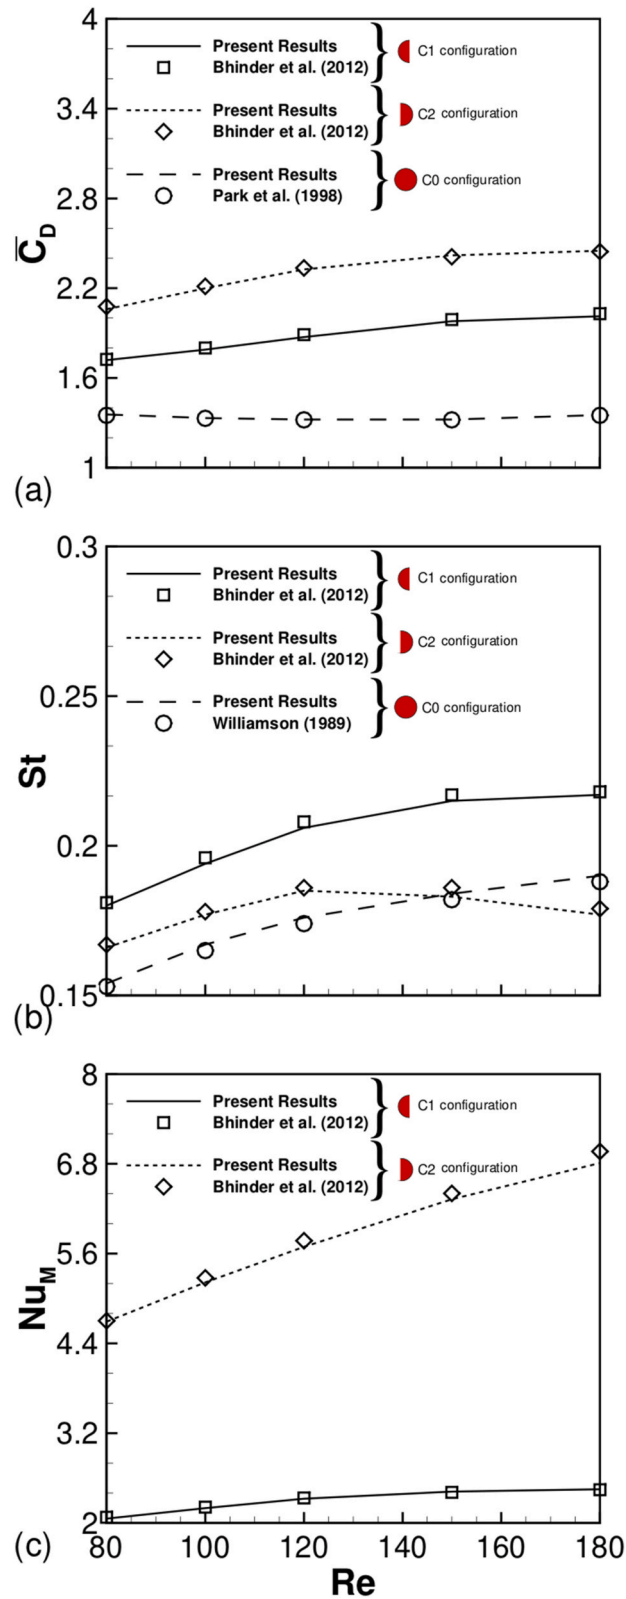 4
3.4
2.8
2.2
1.6
1
C̅D
Present Results
Bhinder et al. (2012)
C1 configuration
Present Results
Bhinder et al. (2012)
C2 configuration
Present Results
Park et al. (1998)
C0 configuration
(a)
0.3
0.25
0.2
0.15
St
Present Results
Bhinder et al. (2012)
C1 configuration
Present Results
Bhinder et al. (2012)
C2 configuration
Present Results
Williamson (1989)
C0 configuration
(b)
8
6.8
5.6
4.4
3.2
2
NuM
Present Results
Bhinder et al. (2012)
C1 configuration
Present Results
Bhinder et al. (2012)
C2 configuration
(c)
80 100 120 140 160 180
Re